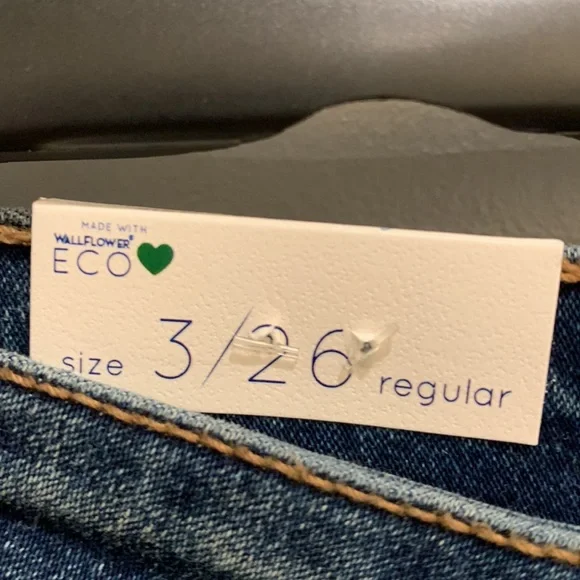 MADE WITH
WALLFLOWER®
ECO
size 3/26 regular